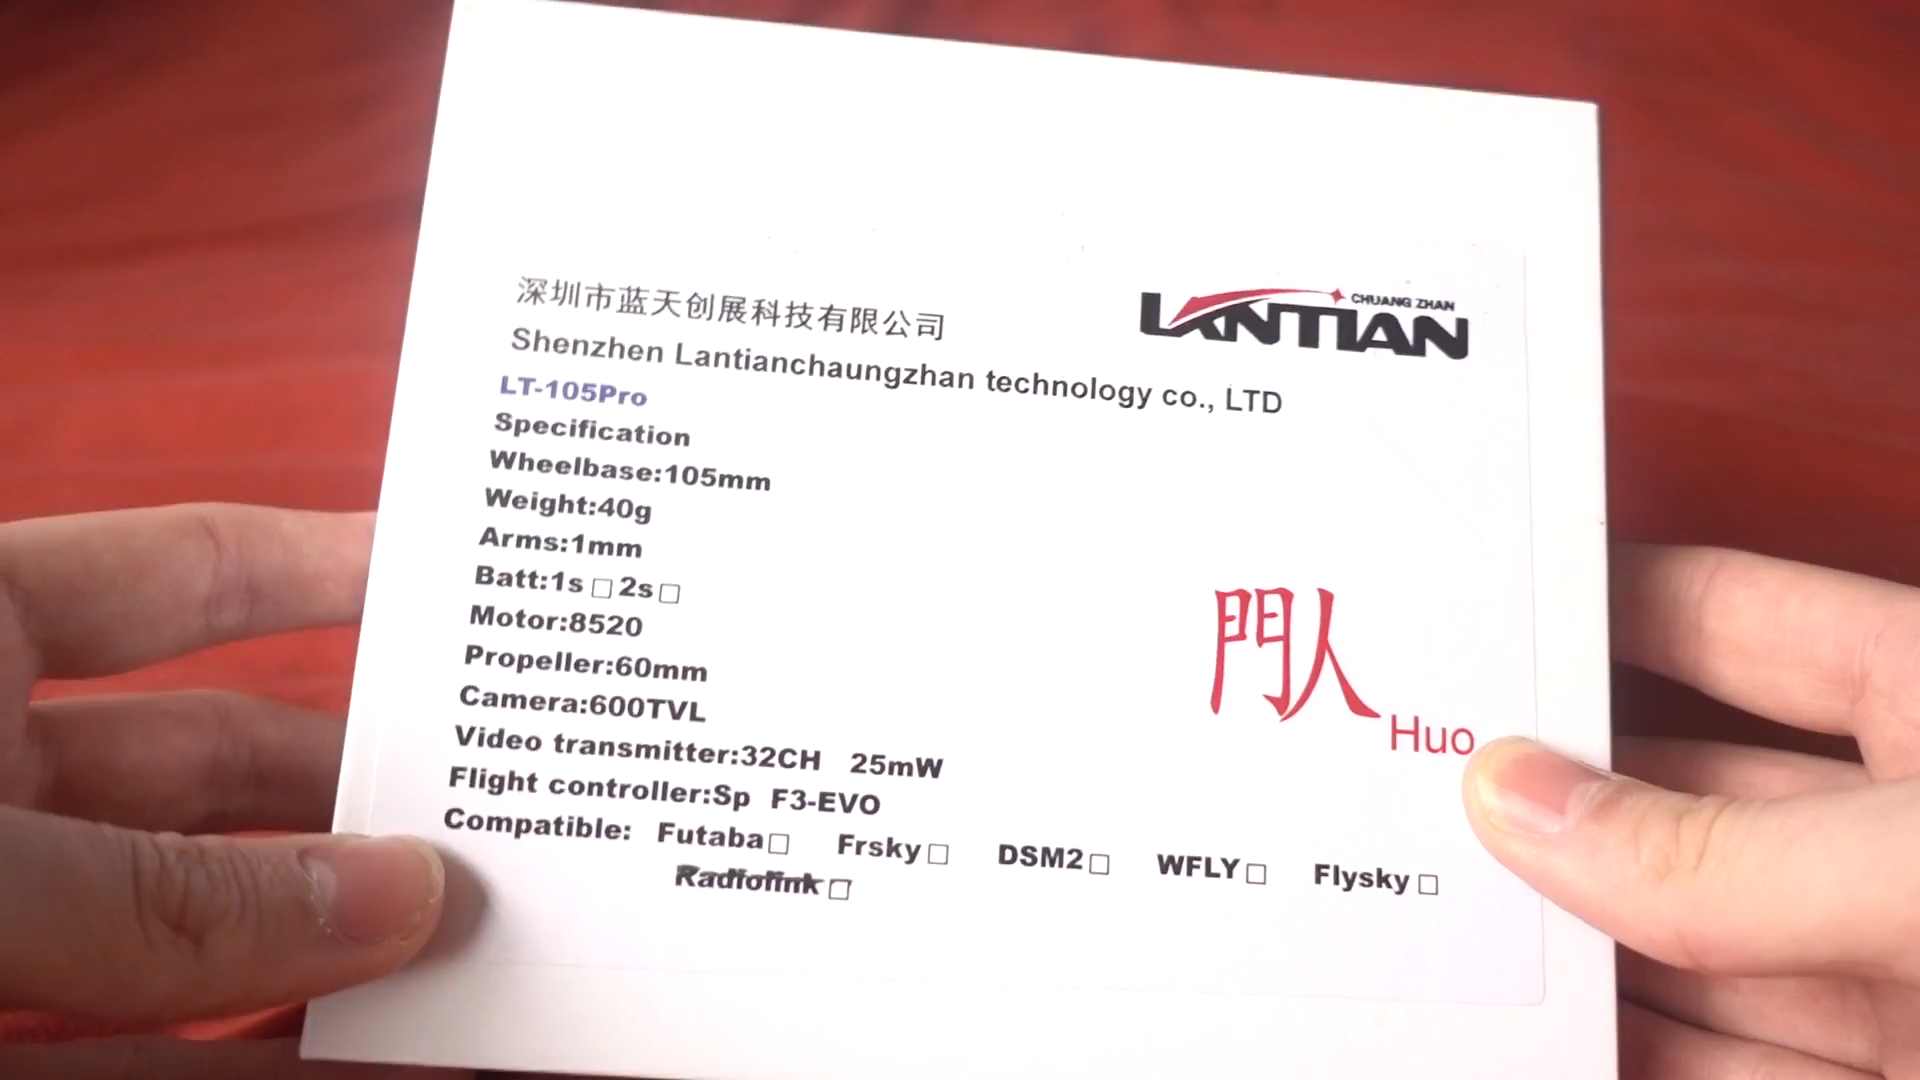 深圳市蓝天创展科技有限公司
CHUANG ZHAN
LANTIAN
Shenzhen Lantianchaungzhan technology co., LTD
LT-105Pro
Specification
Wheelbase:105mm
Weight:40g
Arms:1mm
Batt:1s □ 2s □
Motor:8520
Propeller:60mm
Camera:600TVL
Video transmitter:32CH 25mW
Flight controller:Sp F3-EVO
Compatible: Futaba □ Frsky □ DSM2 □ WFLY □ Flysky □
Radiolink □
門人
Huo